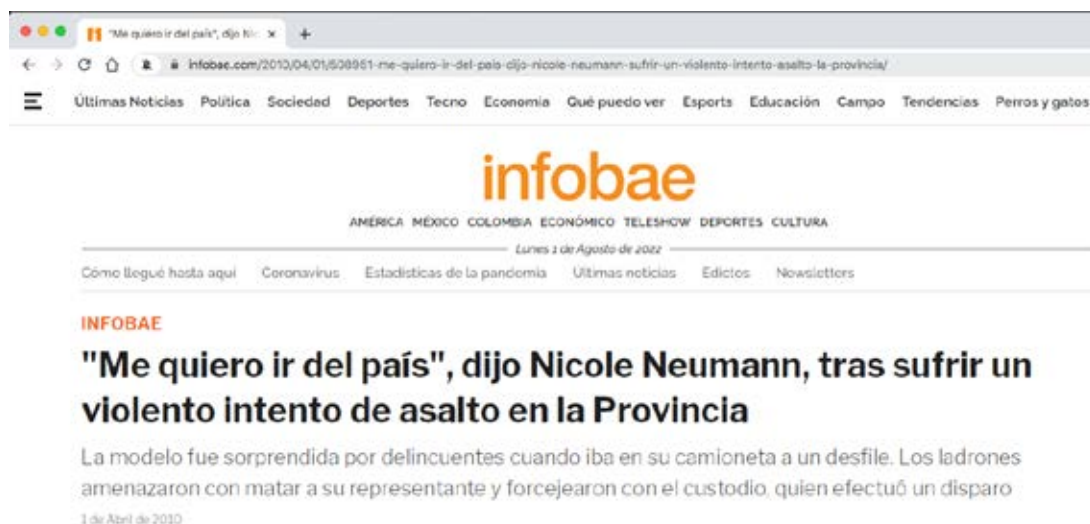 "Me quiero ir del país", dijo Nic
infobae.com/2010/04/01/508961-me-quiero-ir-del-pais-dijo-nicole-neumann-sufrir-un-violento-intento-asalto-la-provincia/
Últimas Noticias Política Sociedad Deportes Tecno Economía Qué puedo ver Esports Educación Campo Tendencias Perros y gatos
infobae
AMÉRICA MÉXICO COLOMBIA ECONÓMICO TELESHOW DEPORTES CULTURA
Lunes 1 de Agosto de 2022
Cómo llegué hasta aquí Coronavirus Estadísticas de la pandemia Ultimas noticias Edictos Newsletters
INFOBAE
"Me quiero ir del país", dijo Nicole Neumann, tras sufrir un
violento intento de asalto en la Provincia
La modelo fue sorprendida por delincuentes cuando iba en su camioneta a un desfile. Los ladrones
amenazaron con matar a su representante y forcejearon con el custodio, quien efectuó un disparo
1 de Abril de 2010